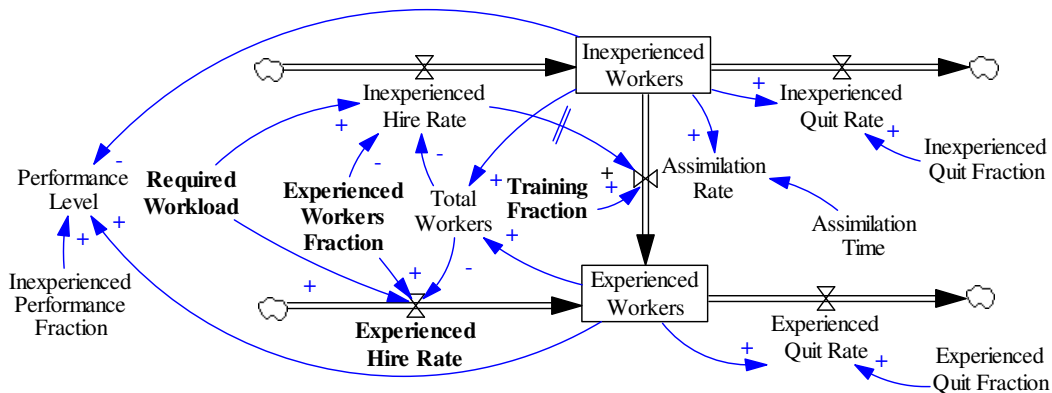 Inexperienced
Workers
Inexperienced
Hire Rate
+
+
Inexperienced
Quit Rate
+
+
-
-
+
Assimilation
Rate
Inexperienced
Quit Fraction
-
Performance
Level
Required
Workload
Experienced
Workers
Fraction
Total
Workers
+
Training
Fraction
+
+
Assimilation
Time
+
+
+
Inexperienced
Performance
Fraction
+
+
-
Experienced
Workers
Experienced
Hire Rate
Experienced
Quit Rate
+
+
Experienced
Quit Fraction